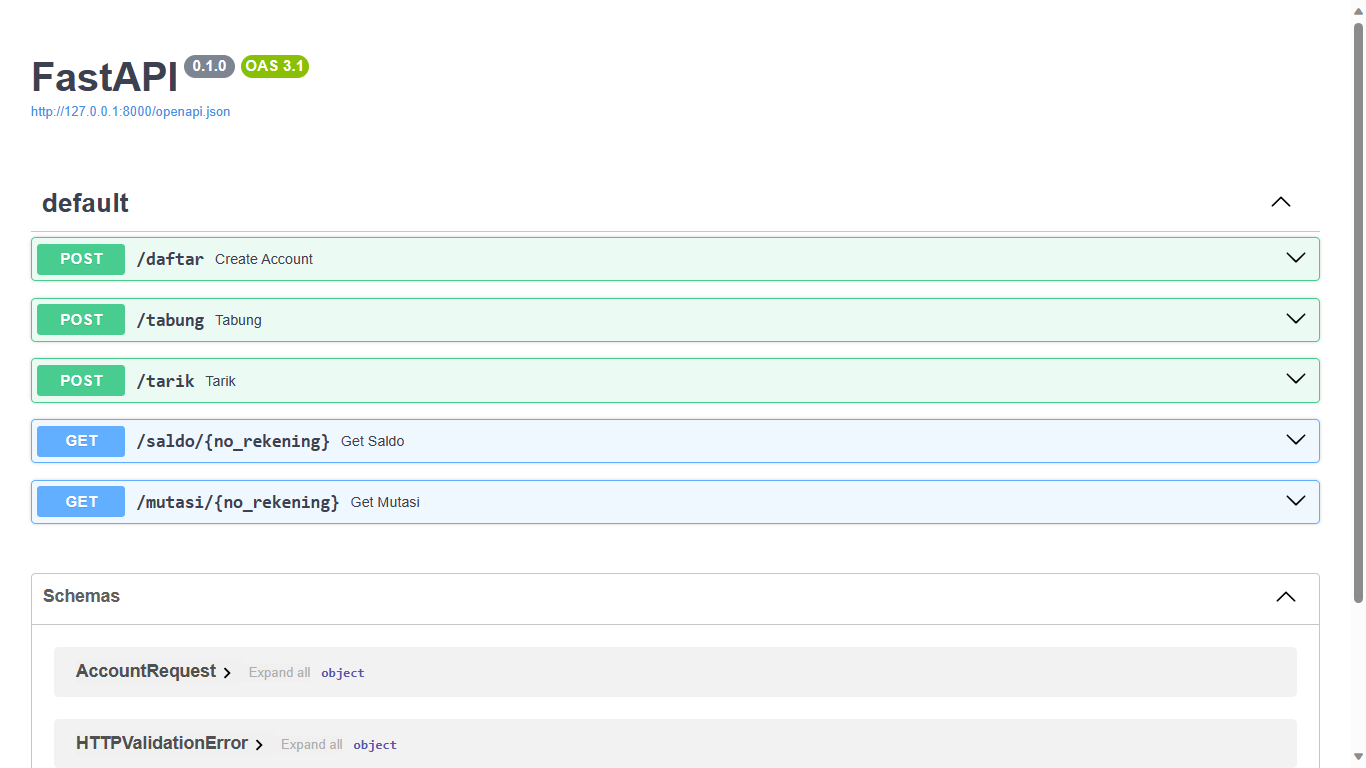 FastAPI 0.1.0 OAS 3.1
http://127.0.0.1:8000/openapi.json
default
POST /daftar Create Account
POST /tabung Tabung
POST /tarik Tarik
GET /saldo/{no_rekening} Get Saldo
GET /mutasi/{no_rekening} Get Mutasi
Schemas
AccountRequest Expand all object
HTTPValidationError Expand all object